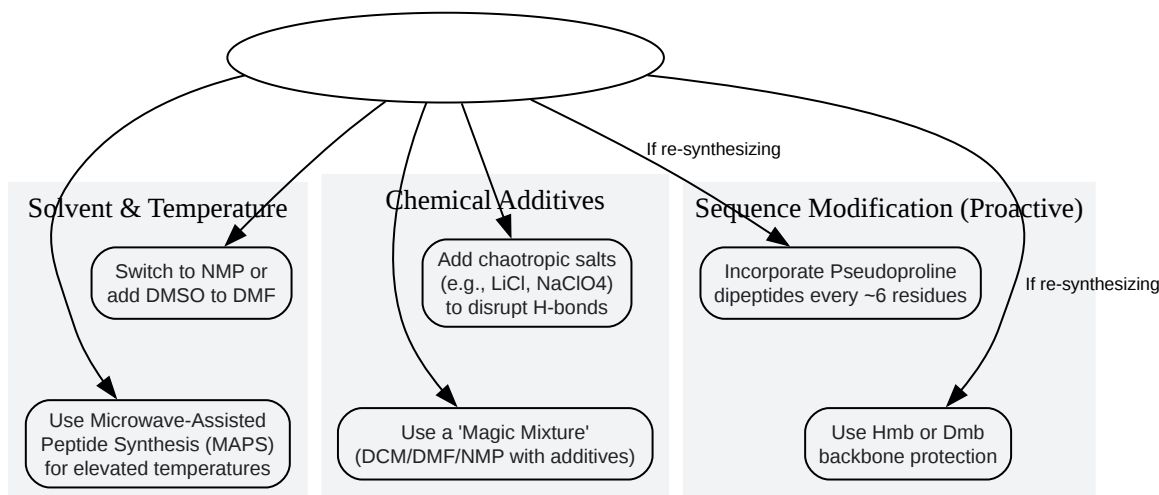 If re-synthesizing
Solvent & Temperature
Chemical Additives
Sequence Modification (Proactive)
Switch to NMP or
add DMSO to DMF
Add chaotropic salts
(e.g., LiCl, NaClO4)
to disrupt H-bonds
Incorporate Pseudoproline
dipeptides every ~6 residues
If re-synthesizing
Use Microwave-Assisted
Peptide Synthesis (MAPS)
for elevated temperatures
Use a 'Magic Mixture'
(DCM/DMF/NMP with additives)
Use Hmb or Dmb
backbone protection